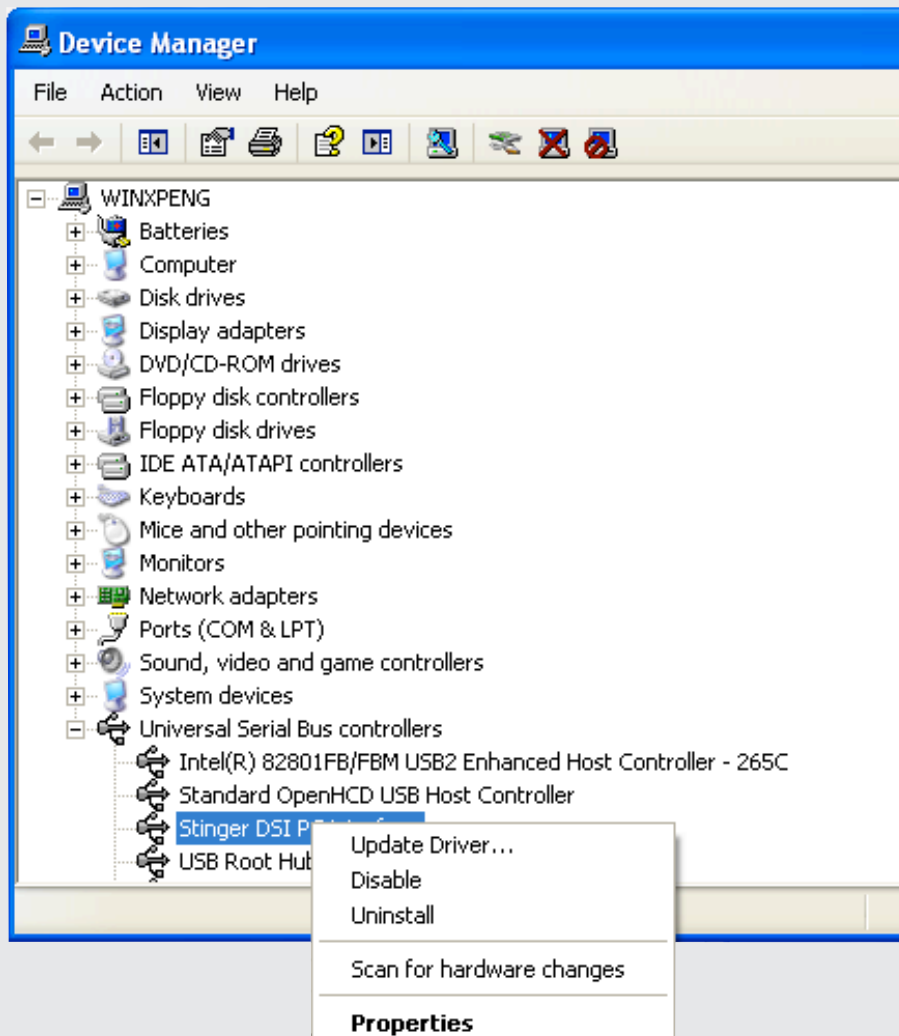 Device Manager
File Action View Help
WINXPENG
Batteries
Computer
Disk drives
Display adapters
DVD/CD-ROM drives
Floppy disk controllers
Floppy disk drives
IDE ATA/ATAPI controllers
Keyboards
Mice and other pointing devices
Monitors
Network adapters
Ports (COM & LPT)
Sound, video and game controllers
System devices
Universal Serial Bus controllers
Intel(R) 82801FB/FBM USB2 Enhanced Host Controller - 265C
Standard OpenHCD USB Host Controller
Stinger DSI
USB Root Hub
Update Driver...
Disable
Uninstall
Scan for hardware changes
Properties